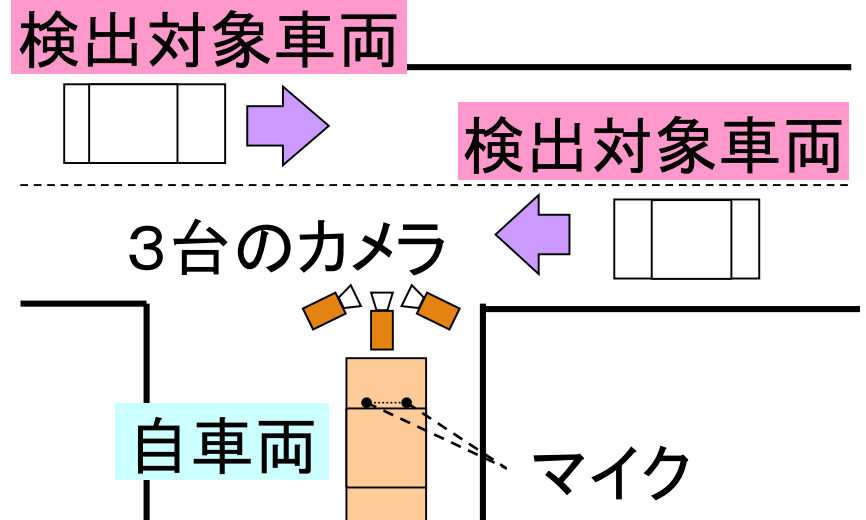 検出対象車両
検出対象車両
３台のカメラ
自車両
マイク